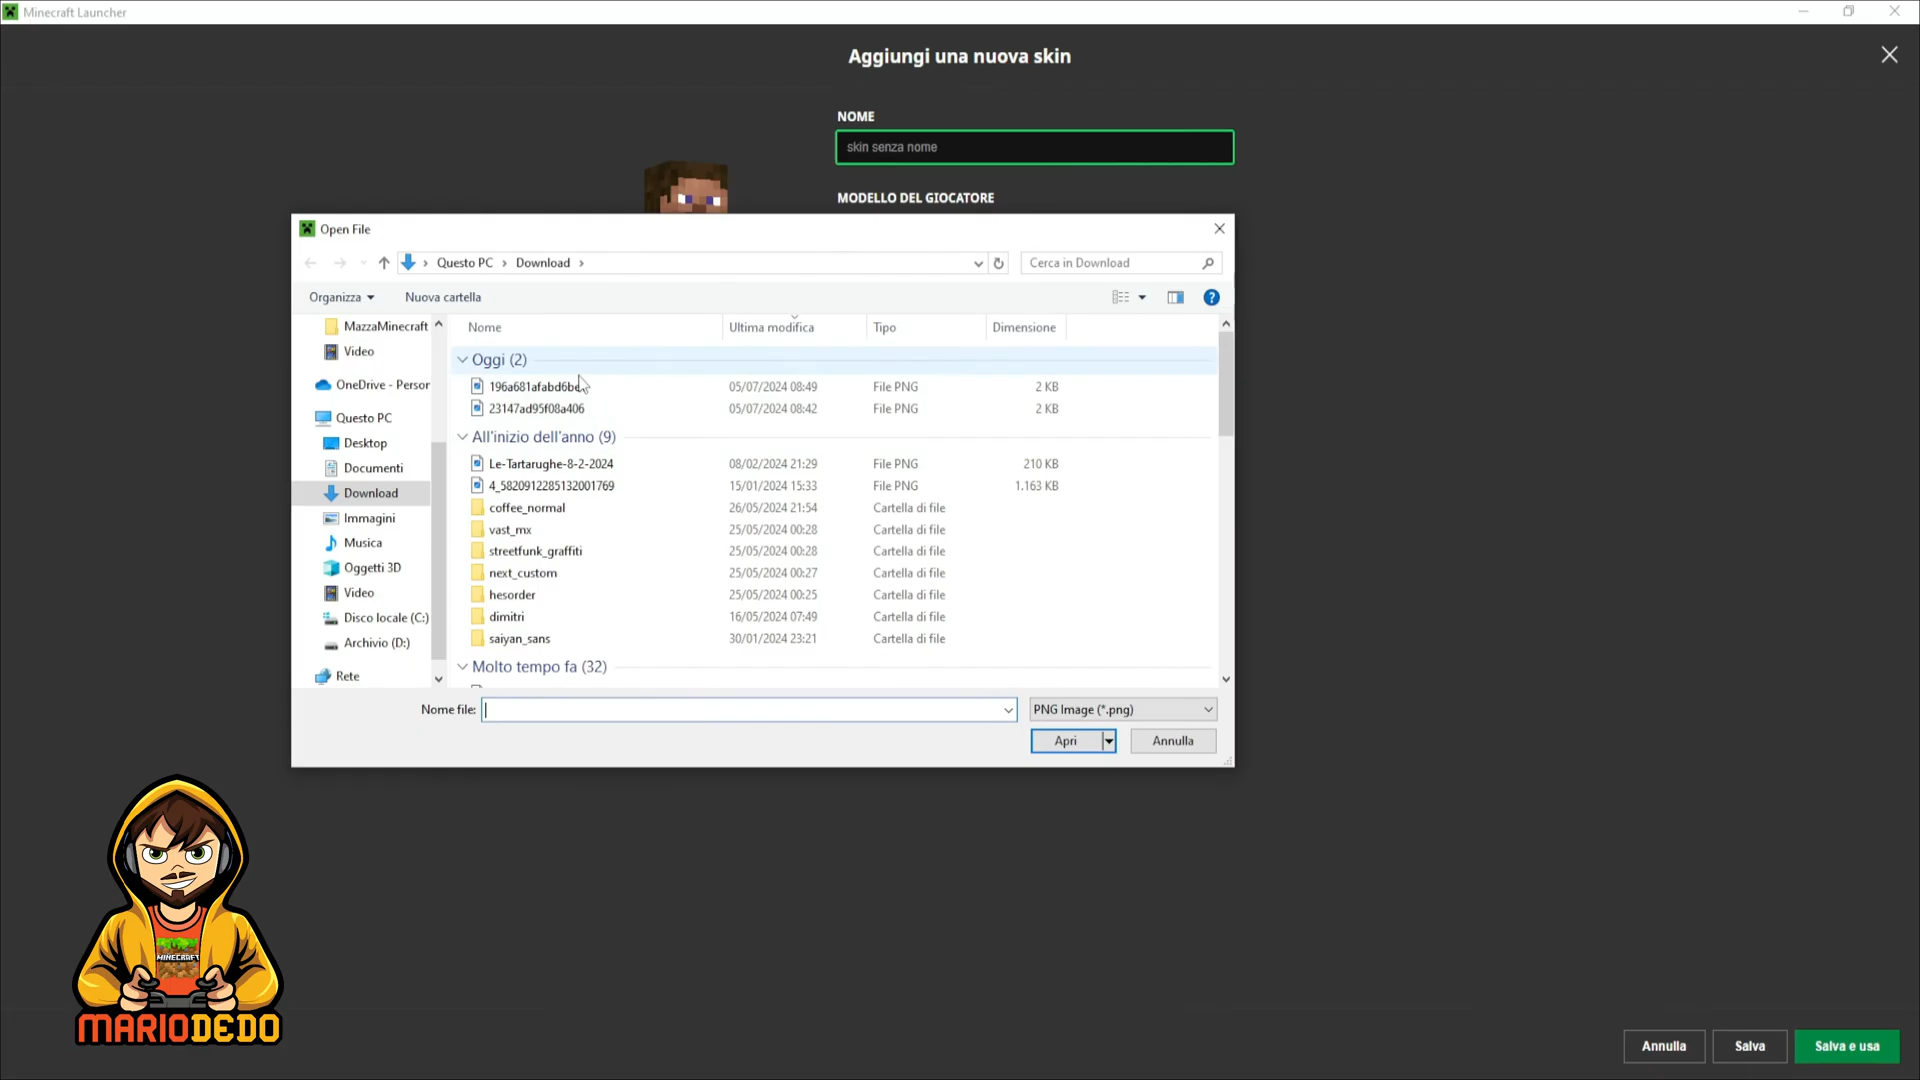 Minecraft Launcher
Aggiungi una nuova skin
NOME
skin senza nome
MODELLO DEL GIOCATORE
Open File
Questo PC > Download >
Cerca in Download
Organizza
Nuova cartella
Nome Ultima modifica Tipo Dimensione
MazzaMinecraft
Video
OneDrive - Person
Questo PC
Desktop
Documenti
Download
Immagini
Musica
Oggetti 3D
Video
Disco locale (C:)
Archivio (D:)
Rete
Oggi (2)
196a681afabd6be 05/07/2024 08:49 File PNG 2 KB
23147ad95f08a406 05/07/2024 08:42 File PNG 2 KB
All'inizio dell'anno (9)
Le-Tartarughe-8-2-2024 08/02/2024 21:29 File PNG 210 KB
4_5820912285132001769 15/01/2024 15:33 File PNG 1.163 KB
coffee_normal 26/05/2024 21:54 Cartella di file
vast_mx 25/05/2024 00:28 Cartella di file
streetfunk_graffiti 25/05/2024 00:28 Cartella di file
next_custom 25/05/2024 00:27 Cartella di file
hesorder 25/05/2024 00:25 Cartella di file
dimitri 16/05/2024 07:49 Cartella di file
saiyan_sans 30/01/2024 23:21 Cartella di file
Molto tempo fa (32)
Nome file:
PNG Image (*.png)
Apri
Annulla
MINECRAFT
MARIODEDO
Annulla
Salva
Salva e usa